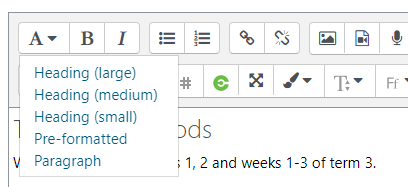 A B I
Heading (large)
Heading (medium)
Heading (small)
Pre-formatted
Paragraph
# T: Ff
T ods
W s 1, 2 and weeks 1-3 of term 3.